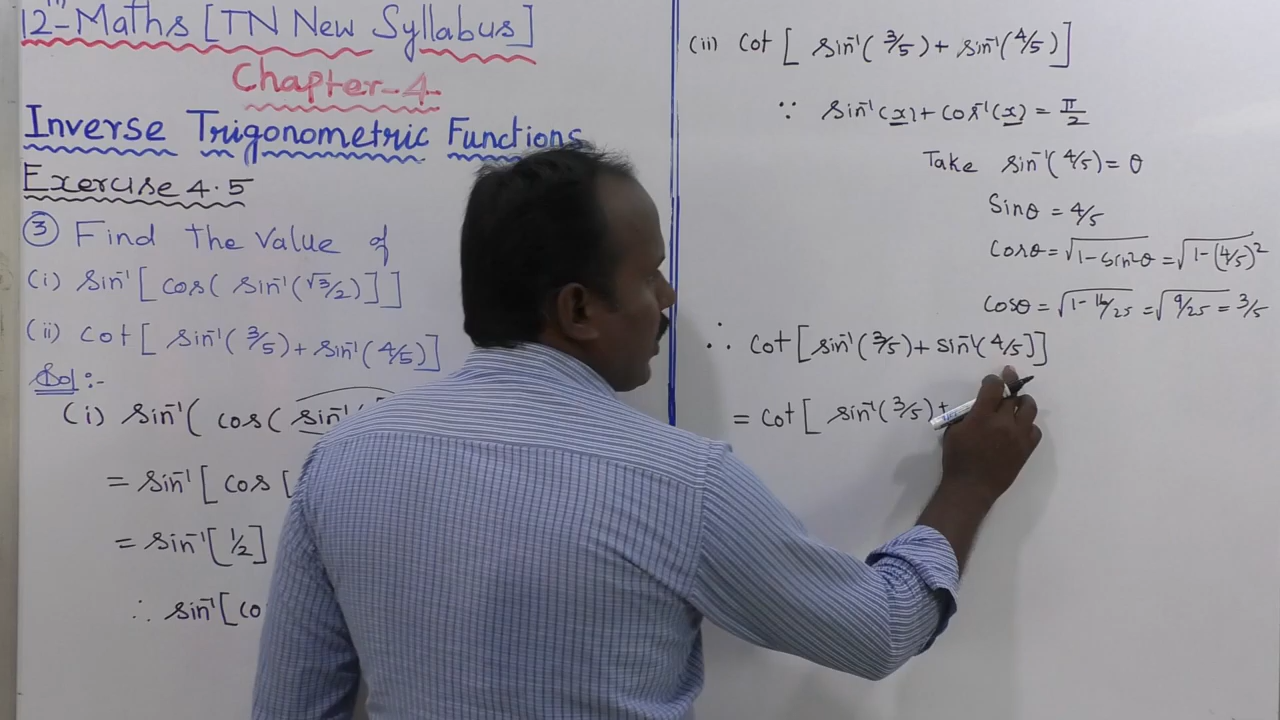 12th-Maths [TN New Syllabus]
Chapter-4
Inverse Trigonometric Functions
Exercise 4.5
③ Find the Value of
(i) sin⁻¹[cos(sin⁻¹(√3/2)]]
(ii) cot[sin⁻¹(3/5)+sin⁻¹(4/5)]
Sol:-
(i) sin⁻¹(cos(sin⁻¹(
= sin⁻¹[cos[
= sin⁻¹[1/2]
∴ sin⁻¹[co
(ii) cot[sin⁻¹(3/5)+sin⁻¹(4/5)]
∵ sin⁻¹(x)+cos⁻¹(x)=π/2
Take sin⁻¹(4/5)=θ
Sinθ=4/5
cosθ=√1-sin²θ=√1-(4/5)²
cosθ=√1-16/25=√9/25=3/5
∴ cot[sin⁻¹(3/5)+sin⁻¹(4/5)]]
= cot[sin⁻¹(3/5)+